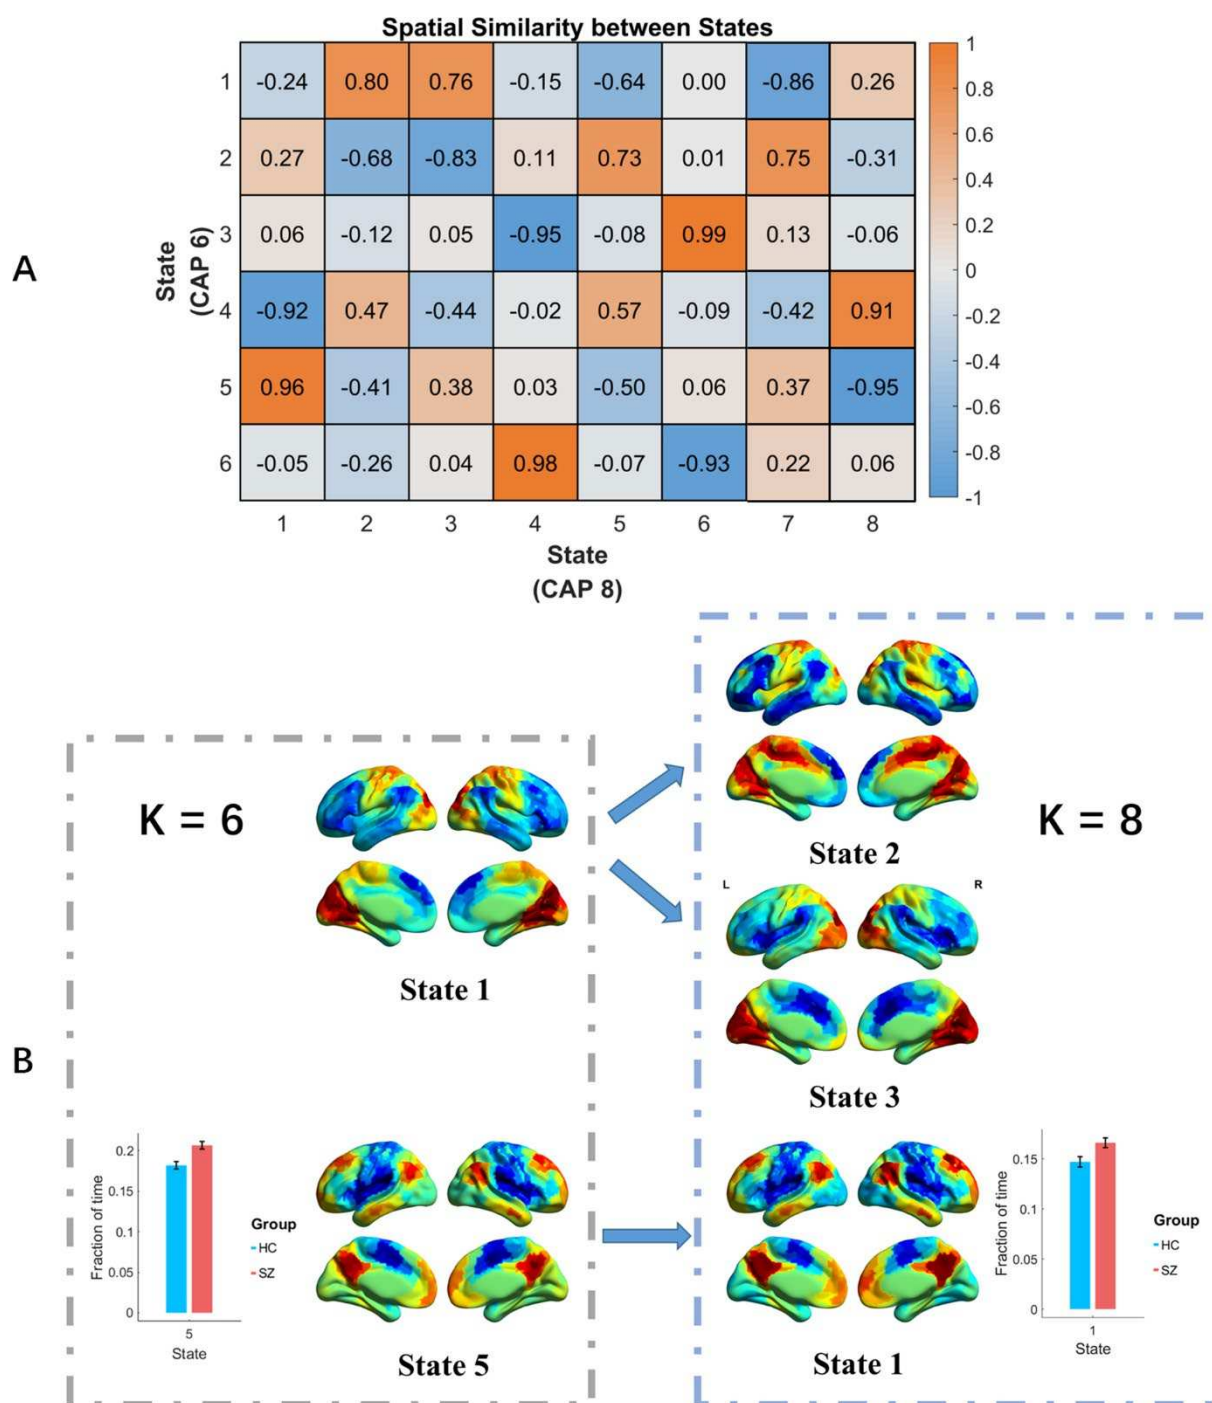 Spatial Similarity between States
A
State
(CAP 6)
1 -0.24 0.80 0.76 -0.15 -0.64 0.00 -0.86 0.26
2 0.27 -0.68 -0.83 0.11 0.73 0.01 0.75 -0.31
3 0.06 -0.12 0.05 -0.95 -0.08 0.99 0.13 -0.06
4 -0.92 0.47 -0.44 -0.02 0.57 -0.09 -0.42 0.91
5 0.96 -0.41 0.38 0.03 -0.50 0.06 0.37 -0.95
6 -0.05 -0.26 0.04 0.98 -0.07 -0.93 0.22 0.06
1 2 3 4 5 6 7 8
State
(CAP 8)
1
0.8
0.6
0.4
0.2
0
-0.2
-0.4
-0.6
-0.8
-1
B
K = 6
State 1
K = 8
State 2
L R
State 3
0.2
0.15
0.1
0.05
0
Fraction of time
5
State
Group
HC
SZ
State 5
State 1
0.15
0.1
0.05
0
Fraction of time
1
State
Group
HC
SZ